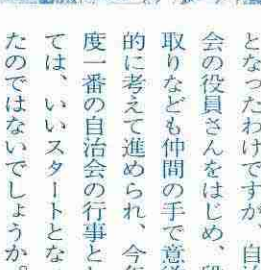 となったわけですが、自
会の役員さんをはじめ、
取りなども仲間の手で意
的に考えて進められ、今
度一番の自治会の行事と
ては、いいスタートとな
たのではないでしょうか。